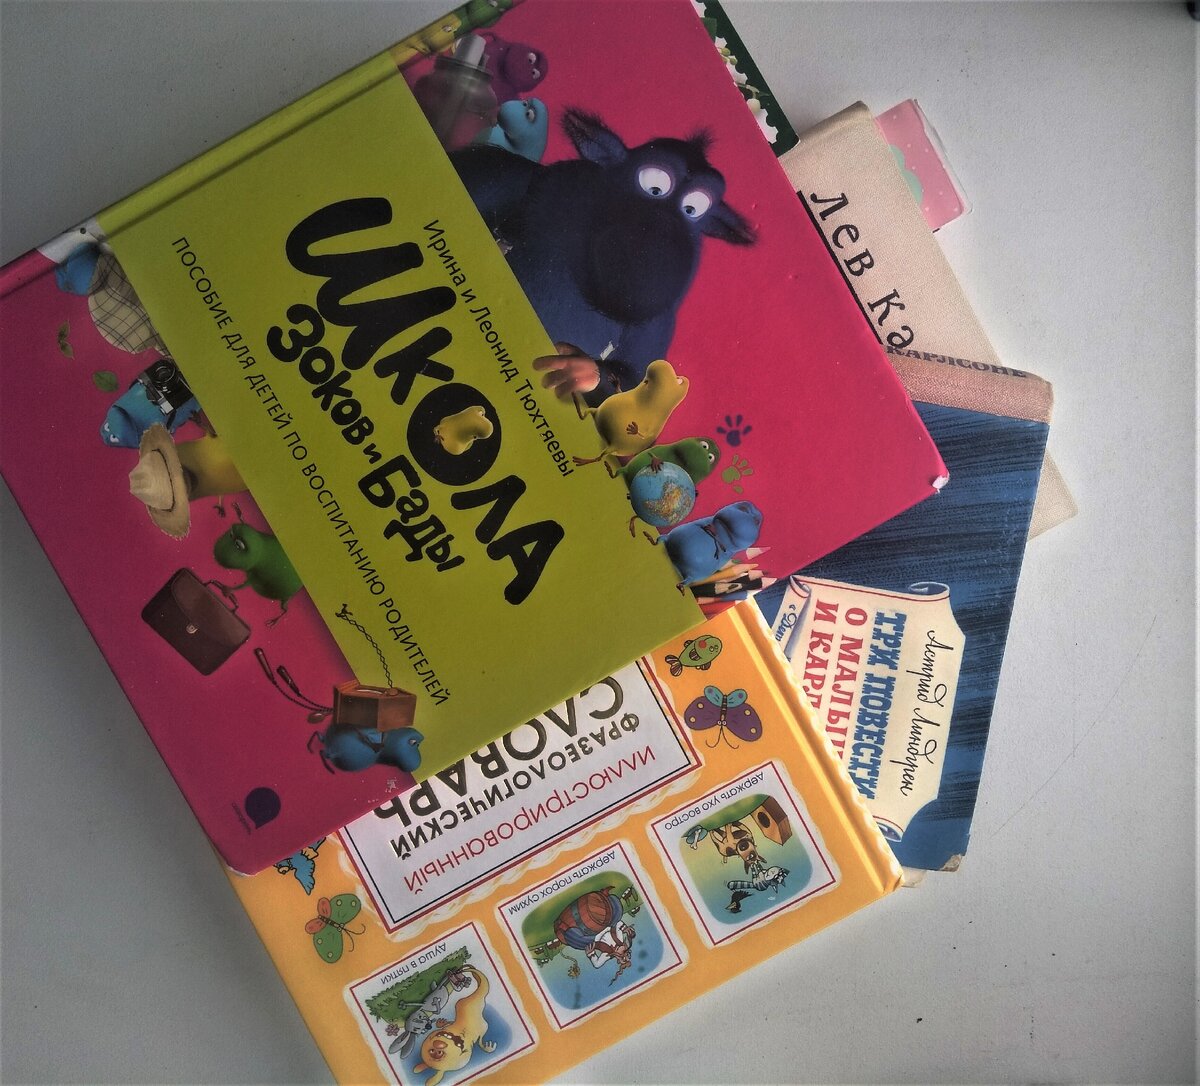 Ирина и Леонид Тюхтяевы
Школа
Зоков и Бады
ПОСОБИЕ ДЛЯ ДЕТЕЙ ПО ВОСПИТАНИЮ РОДИТЕЛЕЙ
Лев Ка
КАРЛСОНЕ
Астрид Линдгрен
ТРИ ПОВЕСТИ
О МАЛЫ
И КАРЛ
ИЛЛЮСТРИРОВАННЫЙ
ФРАЗЕОЛОГИЧЕСКИЙ
СЛОВАРЬ
держать ухо востро
держать порох сухим
душа в пятки